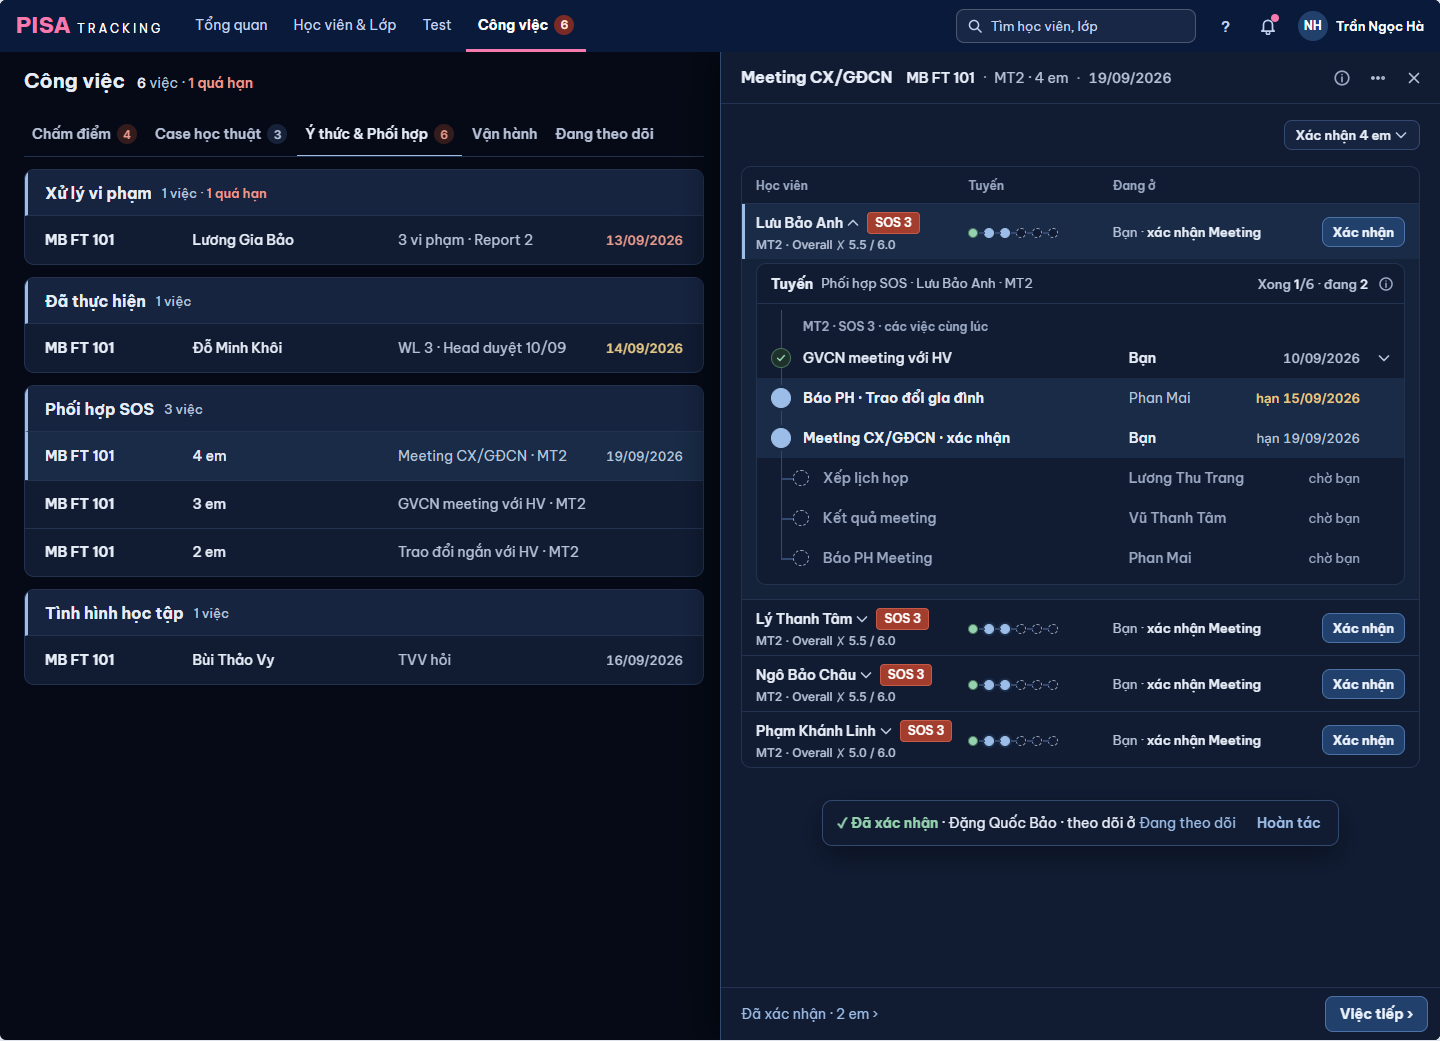 PISA TRACKING
Tổng quan
Học viên & Lớp
Test
Công việc 6
Tìm học viên, lớp
?
NH
Trần Ngọc Hà
Công việc 6 việc · 1 quá hạn
Chấm điểm 4
Case học thuật 3
Ý thức & Phối hợp 6
Vận hành
Đang theo dõi
Xử lý vi phạm 1 việc · 1 quá hạn
MB FT 101 Lương Gia Bảo 3 vi phạm · Report 2 13/09/2026
Đã thực hiện 1 việc
MB FT 101 Đỗ Minh Khôi WL 3 · Head duyệt 10/09 14/09/2026
Phối hợp SOS 3 việc
MB FT 101 4 em Meeting CX/GĐCN · MT2 19/09/2026
MB FT 101 3 em GVCN meeting với HV · MT2
MB FT 101 2 em Trao đổi ngắn với HV · MT2
Tình hình học tập 1 việc
MB FT 101 Bùi Thảo Vy TVV hỏi 16/09/2026
Meeting CX/GĐCN MB FT 101 · MT2 · 4 em · 19/09/2026
Xác nhận 4 em
Học viên Tuyến Đang ở
Lưu Bảo Anh SOS 3
MT2 · Overall ✗ 5.5 / 6.0
Bạn · xác nhận Meeting
Xác nhận
Tuyến Phối hợp SOS · Lưu Bảo Anh · MT2 Xong 1/6 · đang 2
MT2 · SOS 3 · các việc cùng lúc
GVCN meeting với HV Bạn 10/09/2026
Báo PH · Trao đổi gia đình Phan Mai hạn 15/09/2026
Meeting CX/GĐCN · xác nhận Bạn hạn 19/09/2026
Xếp lịch họp Lương Thu Trang chờ bạn
Kết quả meeting Vũ Thanh Tâm chờ bạn
Báo PH Meeting Phan Mai chờ bạn
Lý Thanh Tâm SOS 3
MT2 · Overall ✗ 5.5 / 6.0
Bạn · xác nhận Meeting
Xác nhận
Ngô Bảo Châu SOS 3
MT2 · Overall ✗ 5.5 / 6.0
Bạn · xác nhận Meeting
Xác nhận
Phạm Khánh Linh SOS 3
MT2 · Overall ✗ 5.0 / 6.0
Bạn · xác nhận Meeting
Xác nhận
✓ Đã xác nhận · Đặng Quốc Bảo · theo dõi ở Đang theo dõi Hoàn tác
Đã xác nhận · 2 em ›
Việc tiếp ›